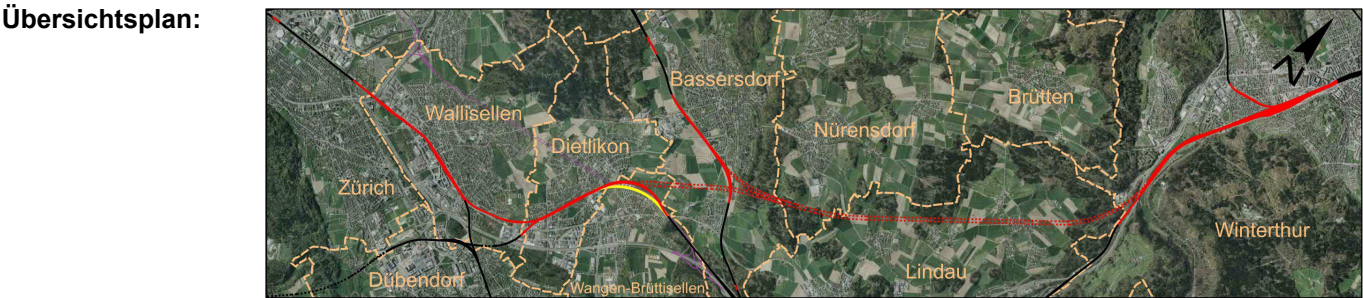 Übersichtsplan:
Bassersdorf
N
Brütten
Wallisellen
Nürensdorf
Dietlikon
Zürich
Winterthur
Lindau
Dübendorf
Wangen-Brüttisellen